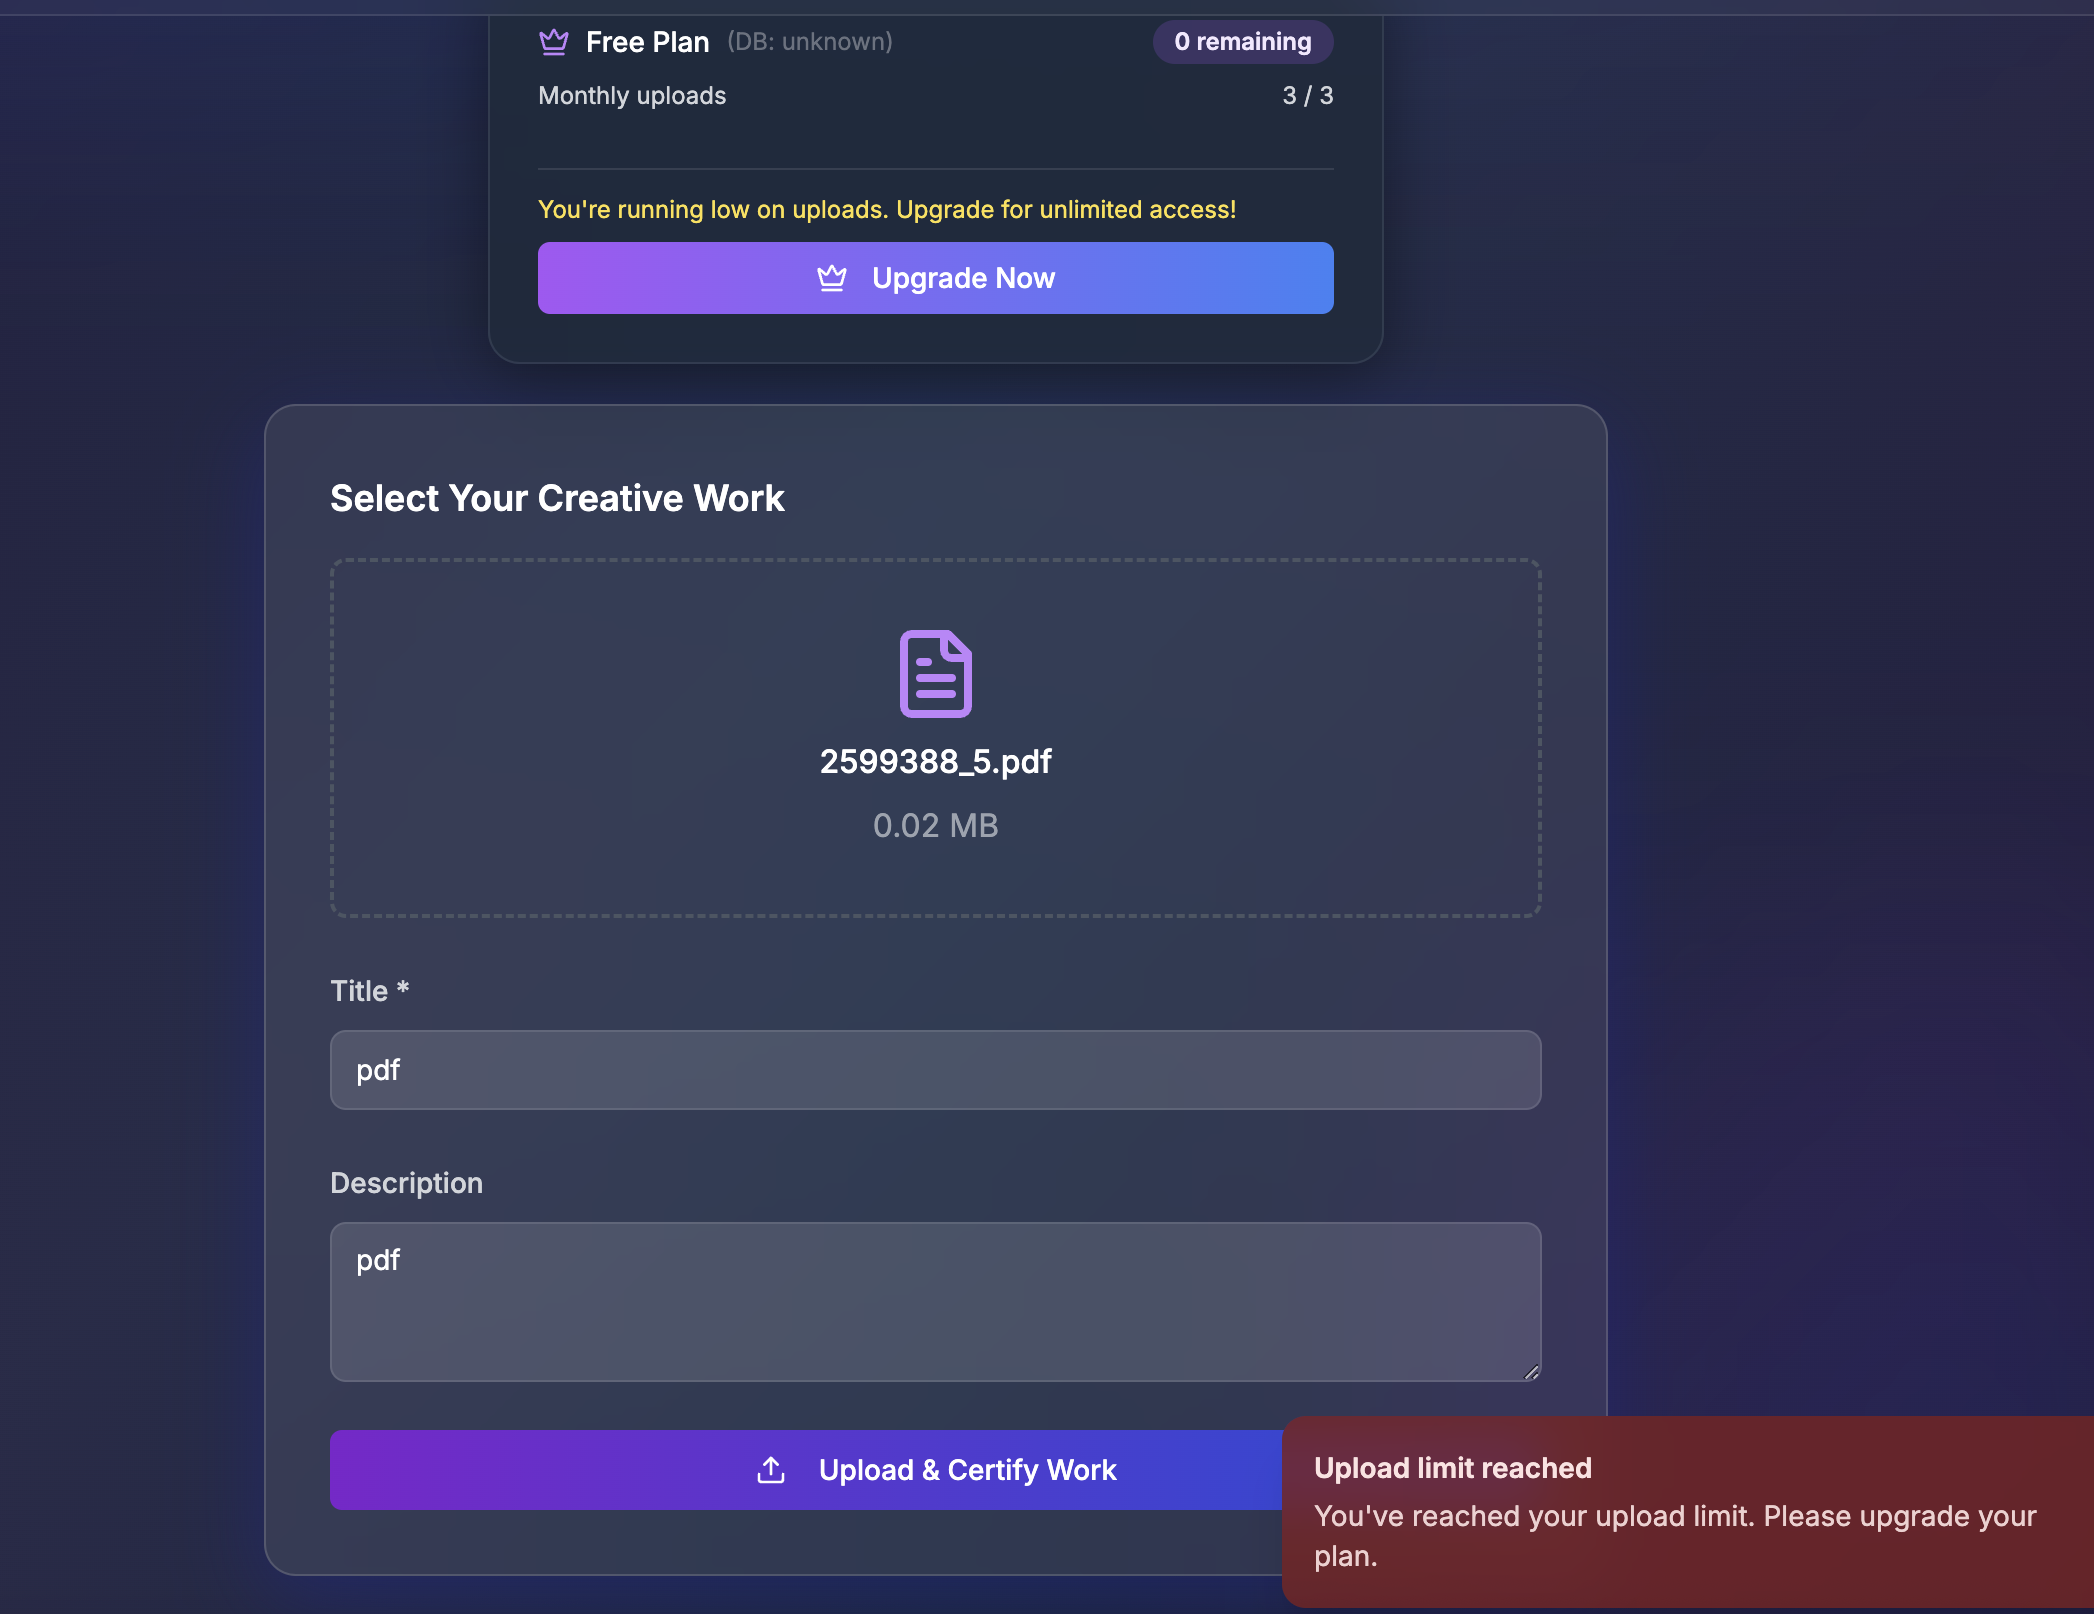 Free Plan (DB: unknown) 0 remaining
Monthly uploads 3 / 3
You're running low on uploads. Upgrade for unlimited access!
Upgrade Now
Select Your Creative Work
2599388_5.pdf
0.02 MB
Title *
pdf
Description
pdf
Upload & Certify Work
Upload limit reached
You've reached your upload limit. Please upgrade your
plan.